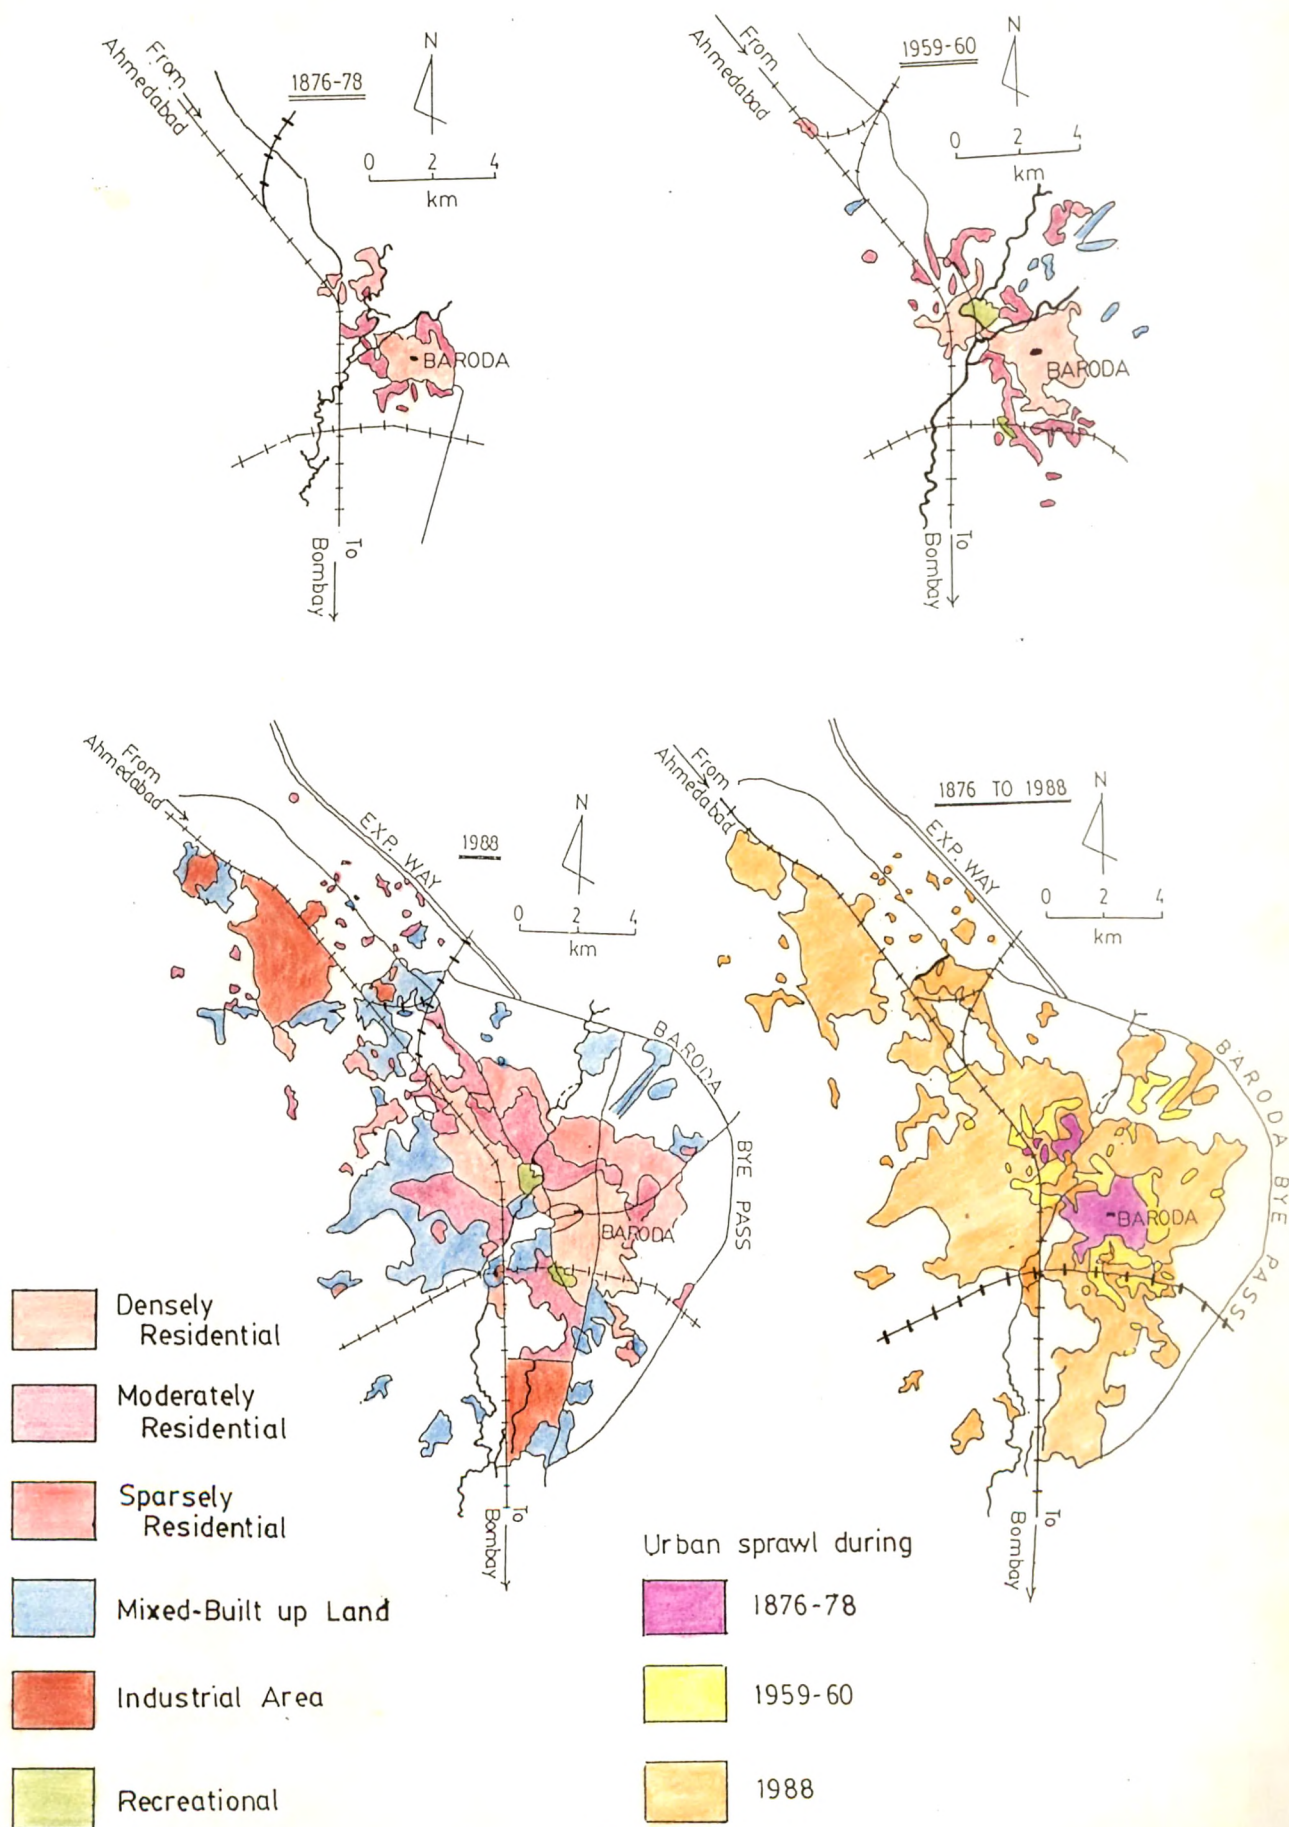 From
Ahmedabad
1876-78
N
0 2 4
km
BARODA
To
Bombay
From
Ahmedabad
1959-60
N
0 2 4
km
BARODA
To
Bombay
From
Ahmedabad
EXP. WAY
1988
N
0 2 4
km
BARODA
BYE PASS
BARODA
To
Bombay
From
Ahmedabad
EXP. WAY
1876 TO 1988
N
0 2 4
km
BARODA BYE PASS
BARODA
To
Bombay
Densely
Residential
Moderately
Residential
Sparsely
Residential
Mixed-Built up Land
Industrial Area
Recreational
Urban sprawl during
1876-78
1959-60
1988